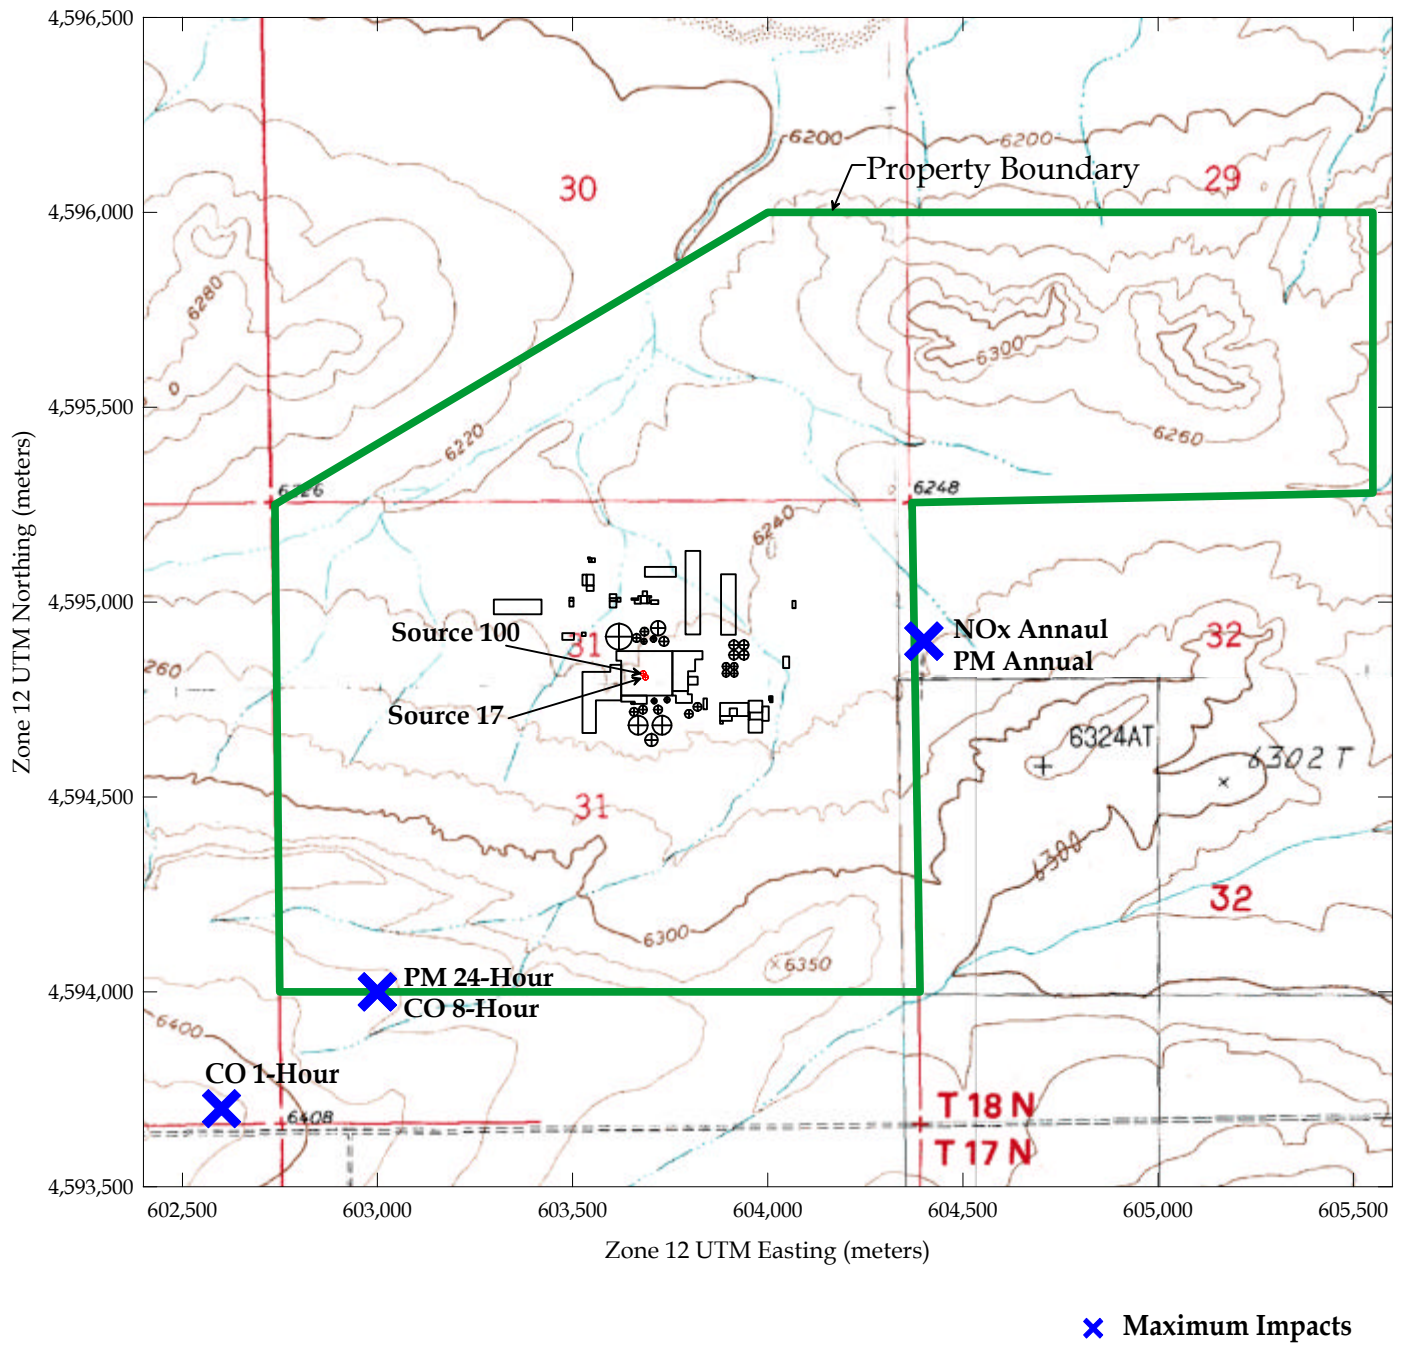 4,596,500
6200
6200
Property Boundary
30
29
4,596,000
6280
6300
0
4,595,500
6220
6260
6226
6248
6240
4,595,000
Source 100
31
NOx Annaul
PM Annual
32
260
Source 17
6324AT
6302 T
4,594,500
31
6300
32
6300
6350
PM 24-Hour
4,594,000
CO 8-Hour
6400
CO 1-Hour
6408
T 18 N
T 17 N
4,593,500
602,500
603,000
603,500
604,000
604,500
605,000
605,500
Zone 12 UTM Northing (meters)
Zone 12 UTM Easting (meters)
Maximum Impacts